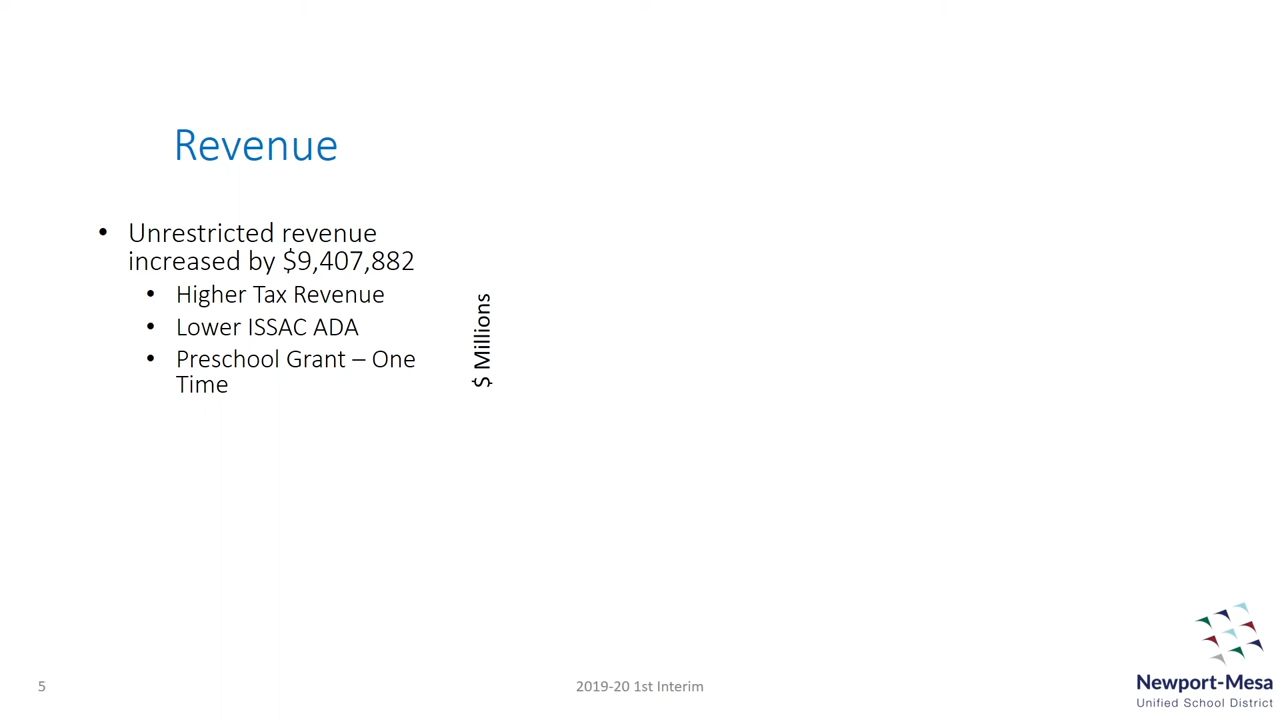 Revenue
• Unrestricted revenue
increased by $9,407,882
• Higher Tax Revenue
• Lower ISSAC ADA
• Preschool Grant – One
Time
$ Millions
5
2019-20 1st Interim
Newport-Mesa
Unified School District